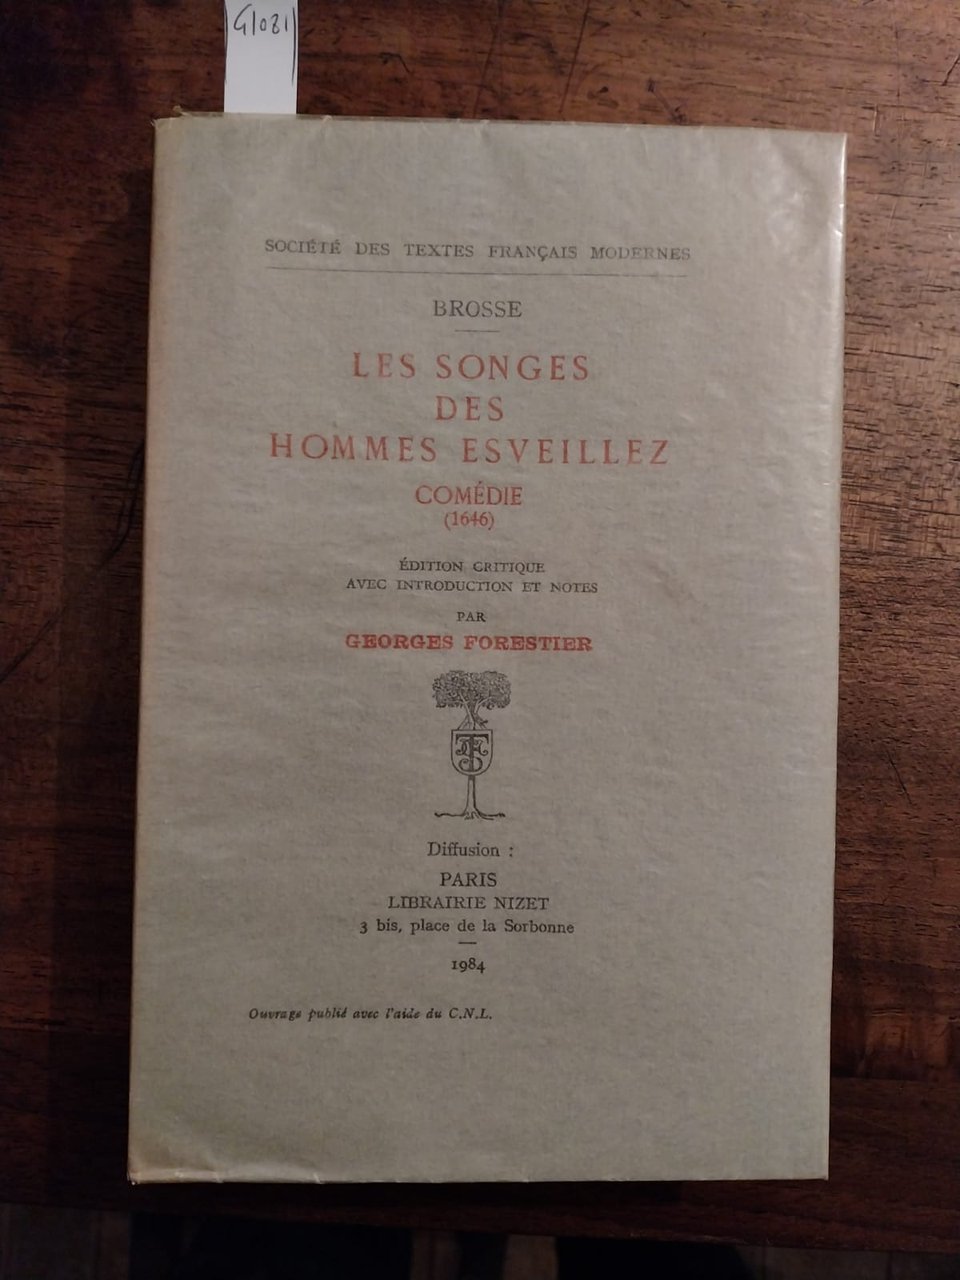 G1081
SOCIÉTÉ DES TEXTES FRANÇAIS MODERNES
BROSSE
LES SONGES
DES
HOMMES ESVEILLEZ
COMÉDIE
(1646)
ÉDITION CRITIQUE
AVEC INTRODUCTION ET NOTES
PAR
GEORGES FORESTIER
Diffusion :
PARIS
LIBRAIRIE NIZET
3 bis, place de la Sorbonne
1984
Ouvrage publié avec l'aide du C.N.L.